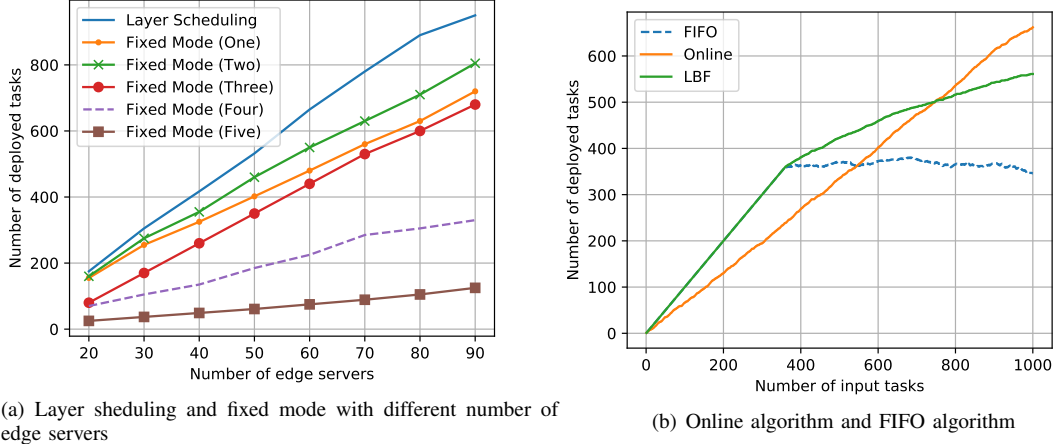 Layer Scheduling
Fixed Mode (One)
Fixed Mode (Two)
Fixed Mode (Three)
Fixed Mode (Four)
Fixed Mode (Five)
Number of deployed tasks
800
600
400
200
0
20 30 40 50 60 70 80 90
Number of edge servers
(a) Layer sheduling and fixed mode with different number of
edge servers
FIFO
Online
LBF
Number of deployed tasks
600
500
400
300
200
100
0
0 200 400 600 800 1000
Number of input tasks
(b) Online algorithm and FIFO algorithm